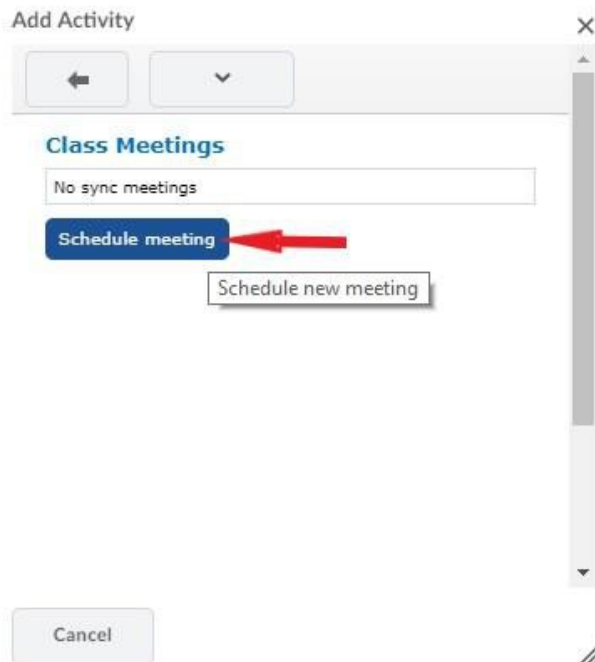 Add Activity
Class Meetings
No sync meetings
Schedule meeting
Schedule new meeting
Cancel